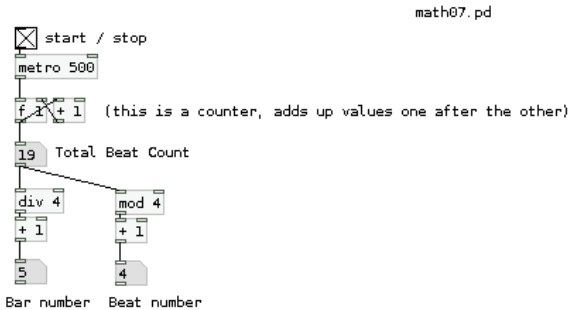 math07.pd
start / stop
metro 500
f 1 + 1 (this is a counter, adds up values one after the other)
19 Total Beat Count
div 4 mod 4
+ 1 + 1
5 4
Bar number Beat number